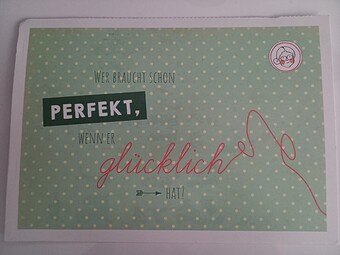 WER BRAUCHT SCHON
PERFEKT,
WENN ER
glücklich
HAT?